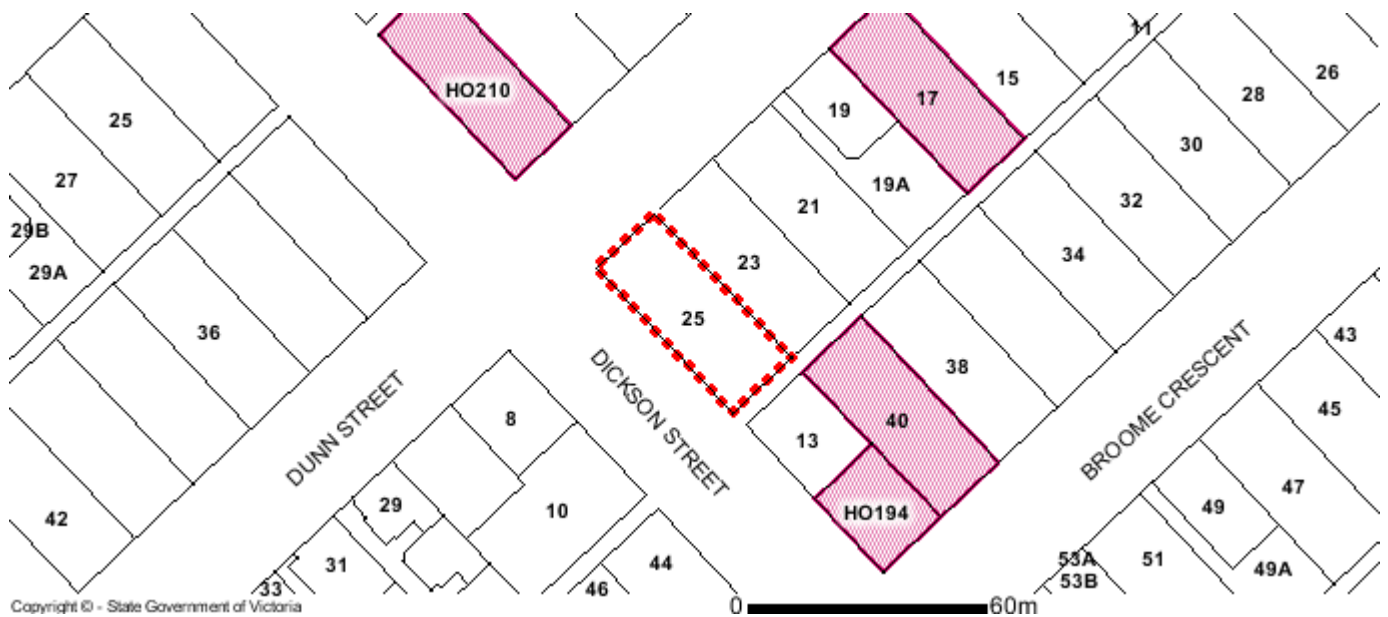 11
26
15
28
HO210
17
25
19
30
27
19A
32
21
29B
34
23
29A
25
36
43
DICKSON STREET
BROOME CRESCENT
38
45
DUNN STREET
8
40
13
47
29
49
10
HO194
42
53A
51
31
44
49A
53B
33
46
Copyright © - State Government of Victoria
0
60m